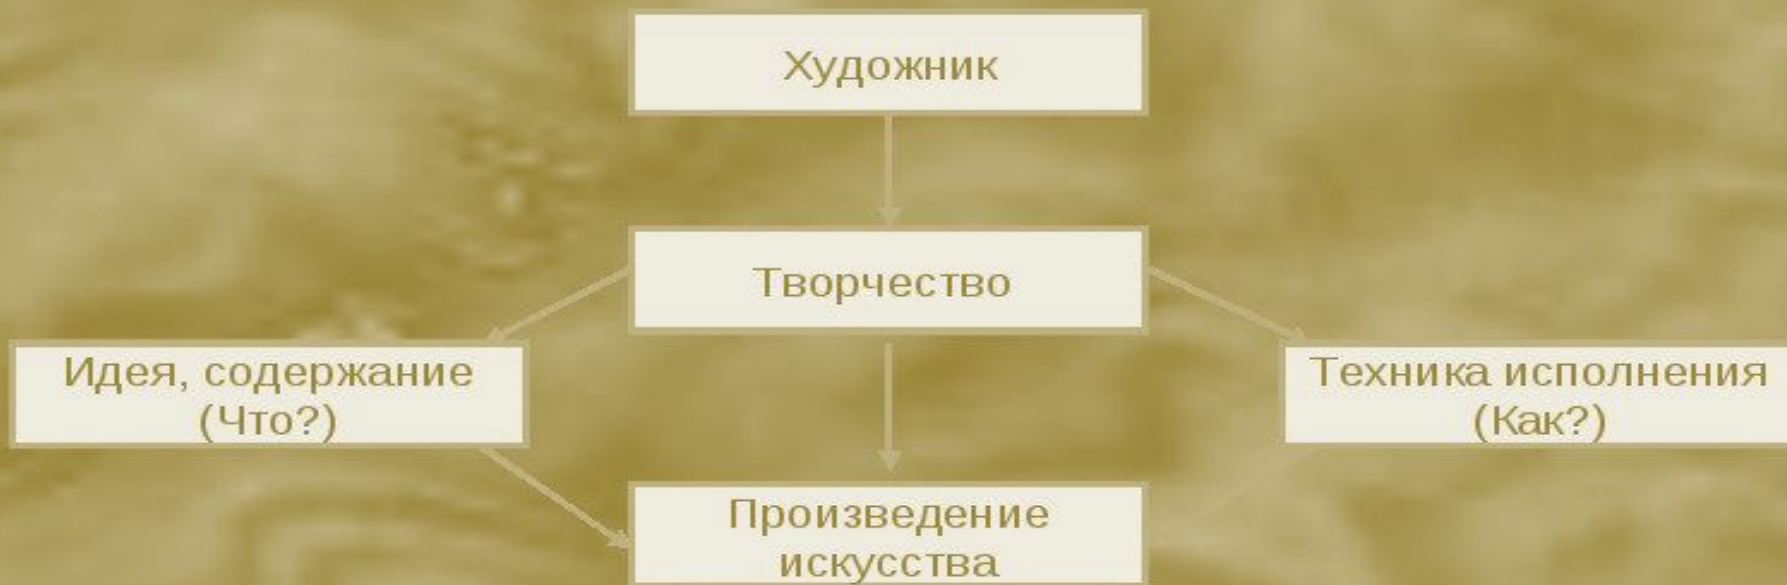 Художник
Творчество
Идея, содержание
(Что?)
Техника исполнения
(Как?)
Произведение
искусства